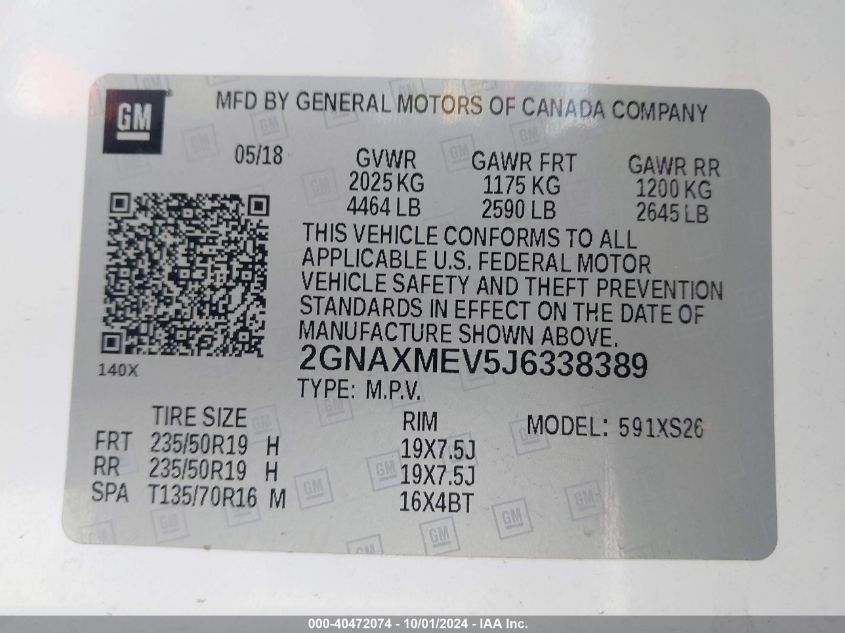 GM
MFD BY GENERAL MOTORS OF CANADA COMPANY
05/18 GVWR GAWR FRT GAWR RR
2025 KG 1175 KG 1200 KG
4464 LB 2590 LB 2645 LB
THIS VEHICLE CONFORMS TO ALL
APPLICABLE U.S. FEDERAL MOTOR
VEHICLE SAFETY AND THEFT PREVENTION
STANDARDS IN EFFECT ON THE DATE OF
MANUFACTURE SHOWN ABOVE.
2GNAXMEV5J6338389
140X
TYPE: M.P.V.
TIRE SIZE RIM MODEL: 591XS26
FRT 235/50R19 H 19X7.5J
RR 235/50R19 H 19X7.5J
SPA T135/70R16 M 16X4BT
000-40472074 - 10/01/2024 - IAA Inc.